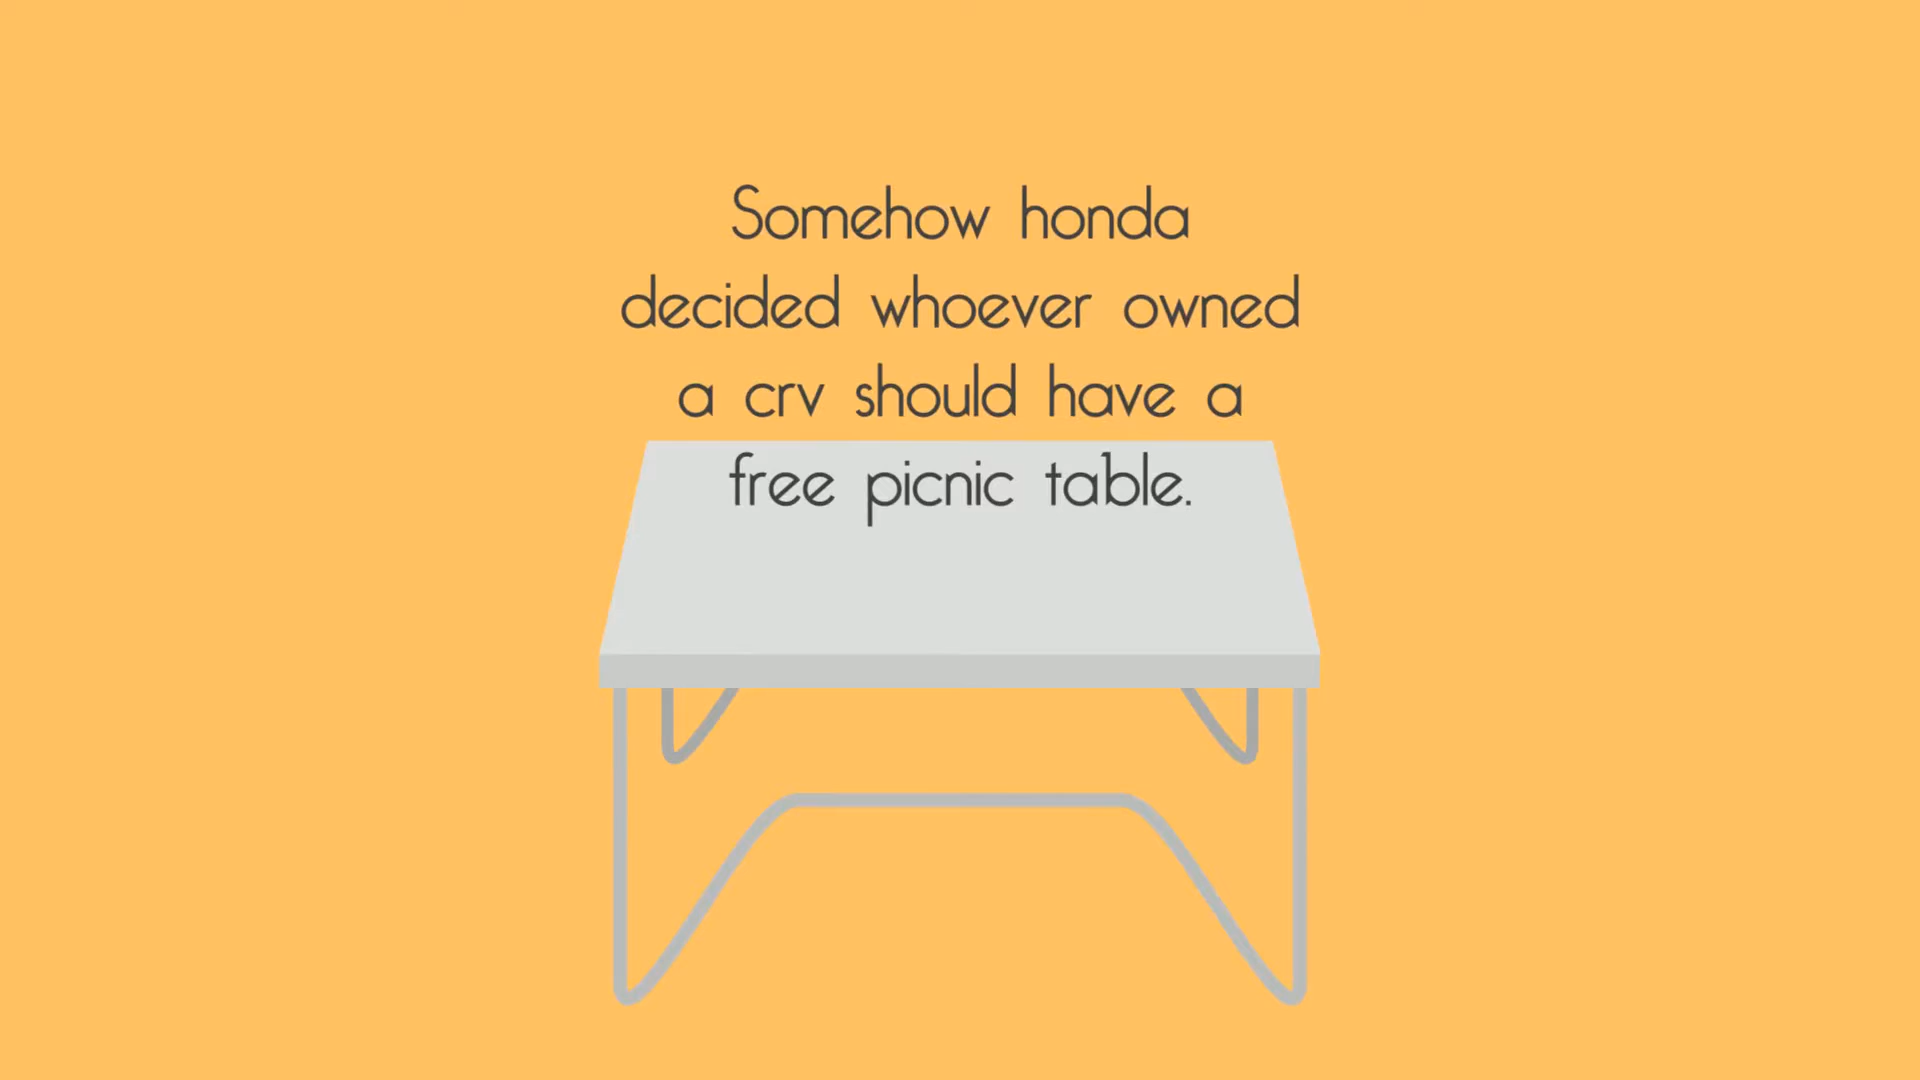 Somehow honda
decided whoever owned
a crv should have a
free picnic table.